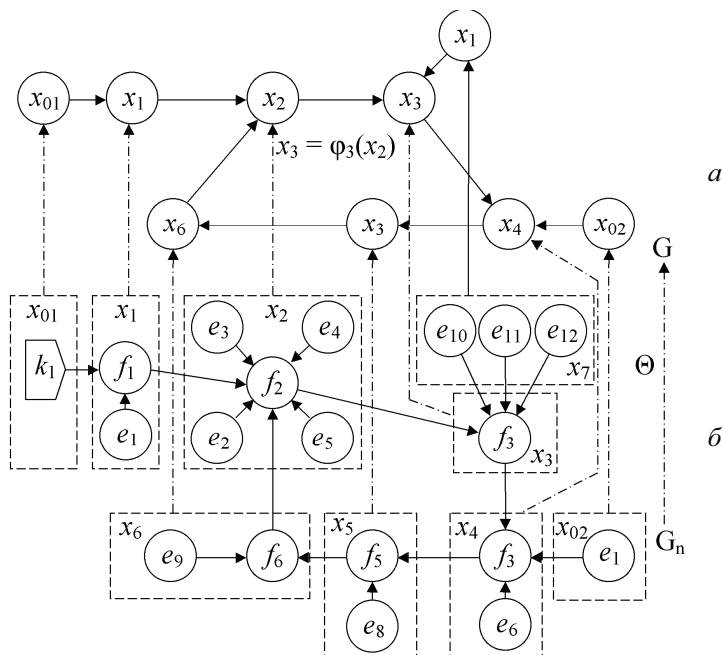 x₁
x₀₁ x₁ x₂ x₃
x₃ = φ₃(x₂)
а
x₆ x₃ x₄ x₀₂
G
x₀₁ x₁ x₂
e₃ e₄ e₁₀ e₁₁ e₁₂
k₁ f₁ f₂ x₇ Θ
e₁ e₂ e₅ f₃
x₃ б
x₆ x₅ x₄ x₀₂
e₉ f₆ f₅ f₃ e₁ Gₙ
e₈ e₆